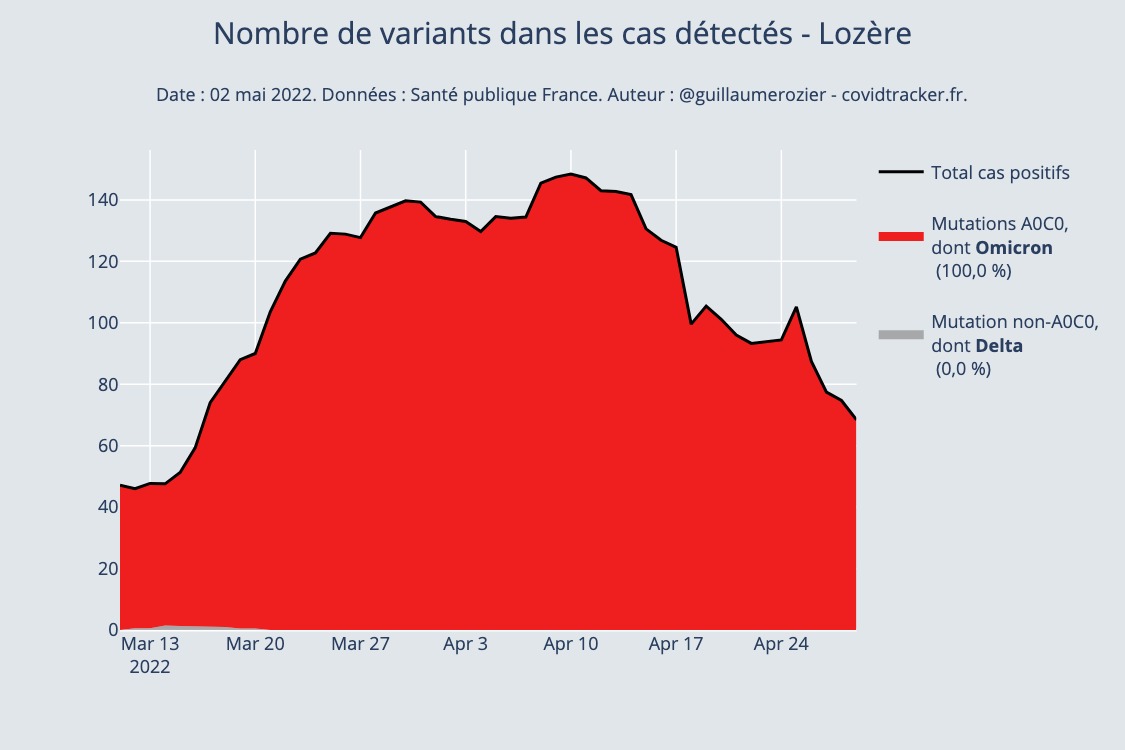 Nombre de variants dans les cas détectés - Lozère
Date : 02 mai 2022. Données : Santé publique France. Auteur : @guillaumerozier - covidtracker.fr.
140
120
100
80
60
40
20
0
Mar 13
2022
Mar 20
Mar 27
Apr 3
Apr 10
Apr 17
Apr 24
Total cas positifs
Mutations A0C0,
dont Omicron
(100,0 %)
Mutation non-A0C0,
dont Delta
(0,0 %)